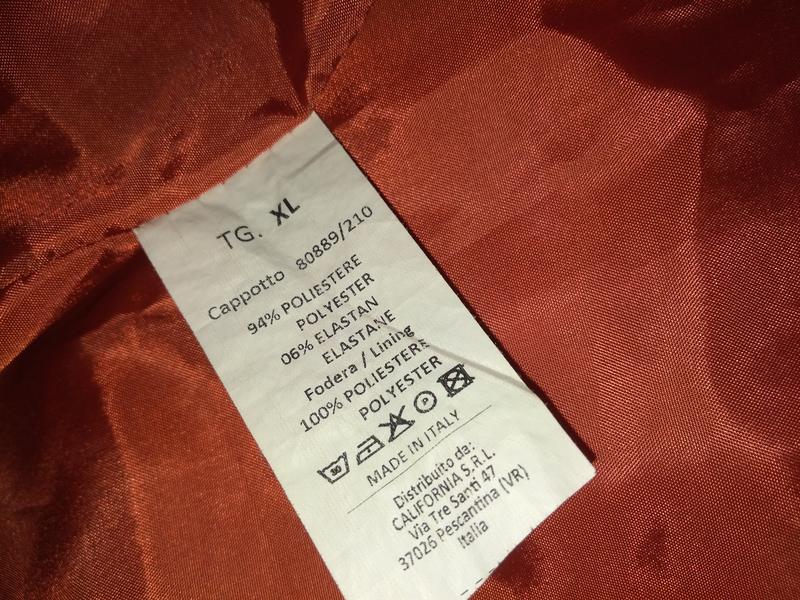 TG. XL
Cappotto 80889/210
94% POLIESTERE
POLYESTER
06% ELASTAN
ELASTANE
Fodera / Lining
100% POLIESTERE
POLYESTER
30 P
MADE IN ITALY
Distribuito da:
CALIFORNIA S.R.L.
Via Tre Santi 47
37026 Pescantina (VR)
Italia